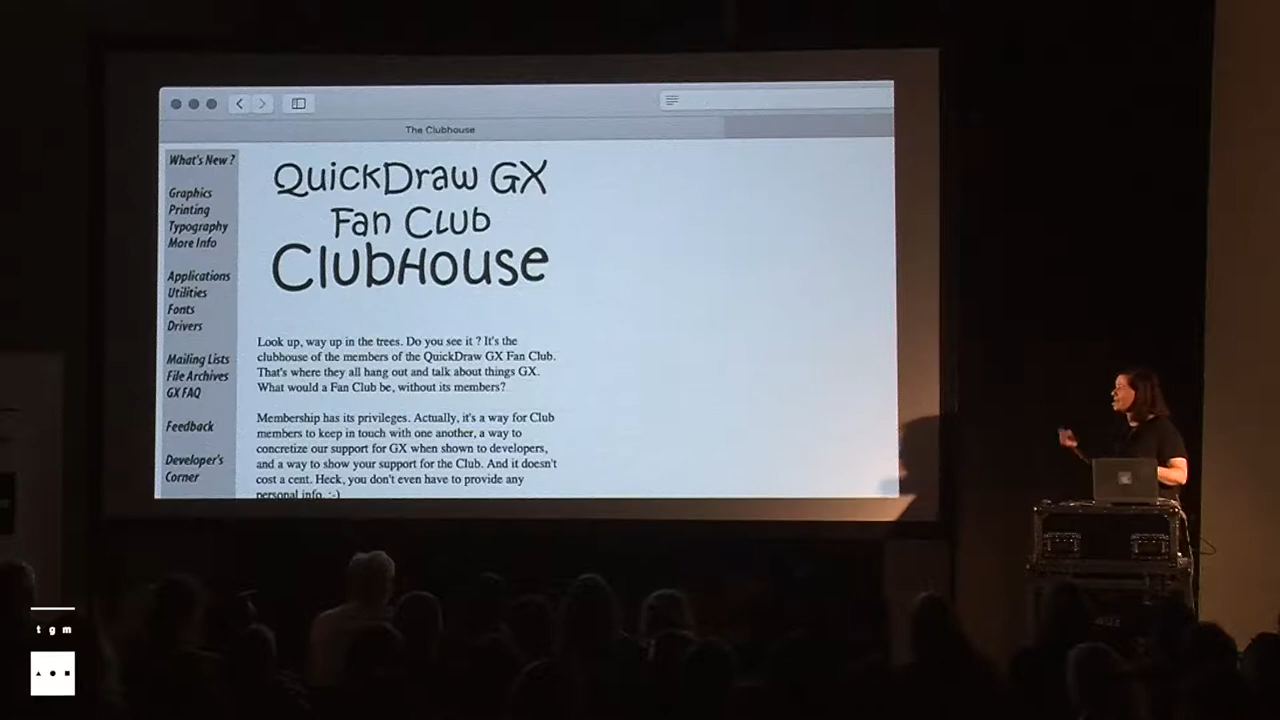 The Clubhouse
What's New ?
Graphics
Printing
Typography
More Info
Applications
Utilities
Fonts
Drivers
Mailing Lists
File Archives
GX FAQ
Feedback
Developer's
Corner
QuickDraw GX
Fan Club
ClubHouse
Look up, way up in the trees. Do you see it ? It's the
clubhouse of the members of the QuickDraw GX Fan Club.
That's where they all hang out and talk about things GX.
What would a Fan Club be, without its members?
Membership has its privileges. Actually, it's a way for Club
members to keep in touch with one another, a way to
concretize our support for GX when shown to developers,
and a way to show your support for the Club. And it doesn't
cost a cent. Heck, you don't even have to provide any
personal info. :-)
t g m